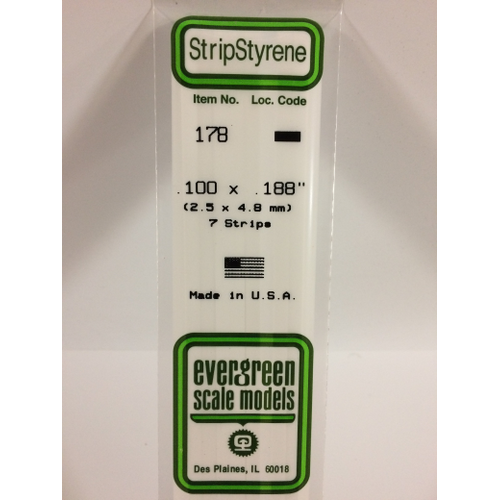 StripStyrene
Item No. Loc. Code
178
.100 x .188"
(2.5 x 4.8 mm)
7 Strips
Made in U.S.A.
evergreen
scale models
Des Plaines, IL 60018